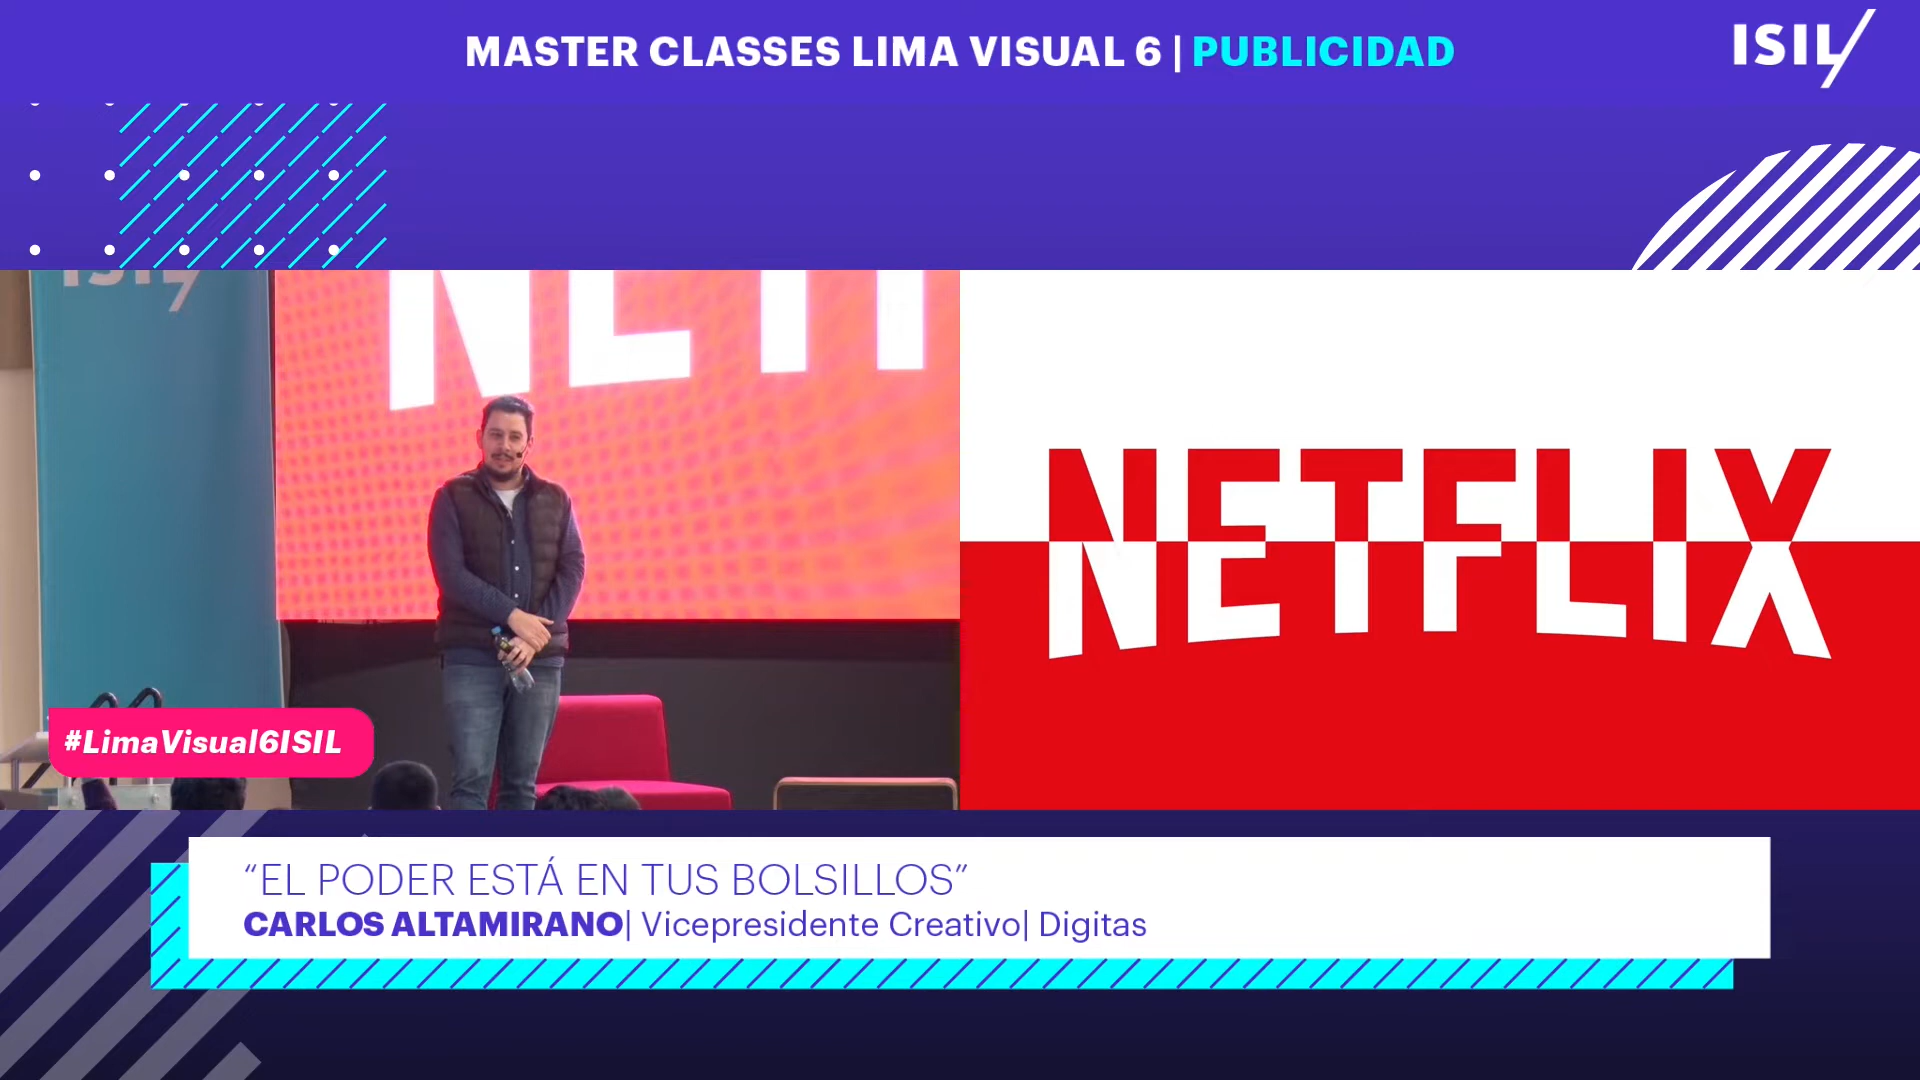 MASTER CLASSES LIMA VISUAL 6 | PUBLICIDAD
ISIL
ISIL
NETFLIX
#LimaVisual6ISIL
“EL PODER ESTÁ EN TUS BOLSILLOS”
CARLOS ALTAMIRANO| Vicepresidente Creativo| Digitas